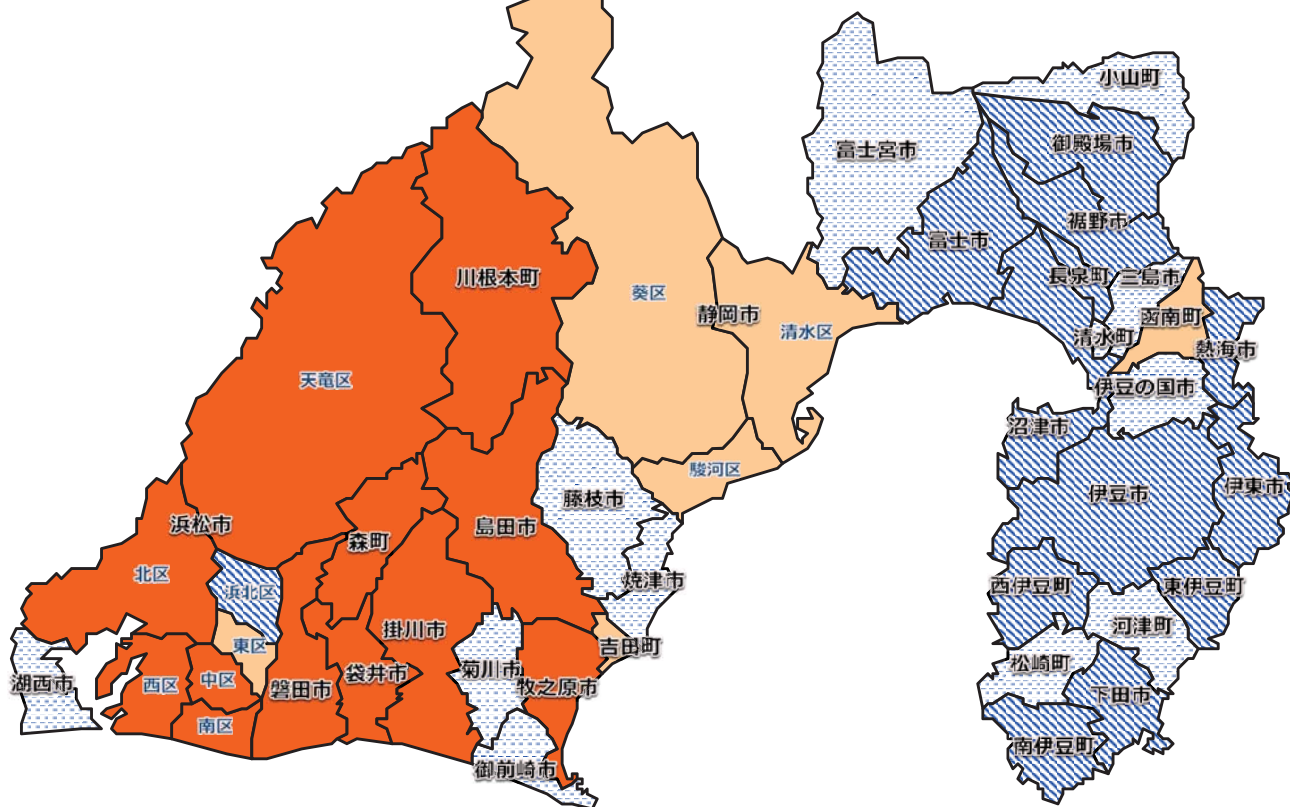 小山町
御殿場市
富士宮市
裾野市
富士市
長泉町
三島市
川根本町
葵区
静岡市
清水区
函南町
清水町
熱海市
天竜区
伊豆の国市
沼津市
駿河区
伊豆市
伊東市
藤枝市
浜松市
島田市
森町
北区
浜北区
焼津市
西伊豆町
東伊豆町
掛川市
河津町
東区
吉田町
湖西市
西区
中区
磐田市
袋井市
菊川市
牧之原市
松崎町
下田市
南区
御前崎市
南伊豆町